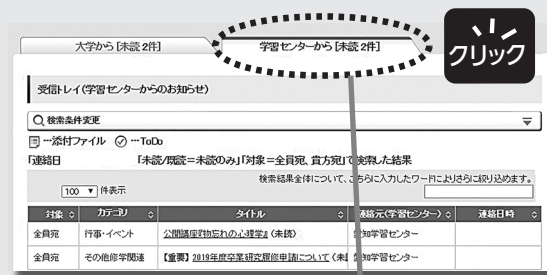 大学から [未読 2件]
学習センターから [未読 2件]
クリック
受信トレイ(学習センターからのお知らせ)
検索条件変更
…添付ファイル …ToDo
「連絡日 「未読/既読=未読のみ」「対象=全員宛、貴方宛」で検索した結果
検索結果全体について、こちらに入力したワードによりさらに絞り込めます。
100 件表示
対象 カテゴリ タイトル 連絡元(学習センター) 連絡日時
全員宛 行事・イベント 公開講座『物忘れの心理学』(未読) 愛知学習センター
全員宛 その他修学関連 【重要】2019年度卒業研究履修申請について (未 愛知学習センター